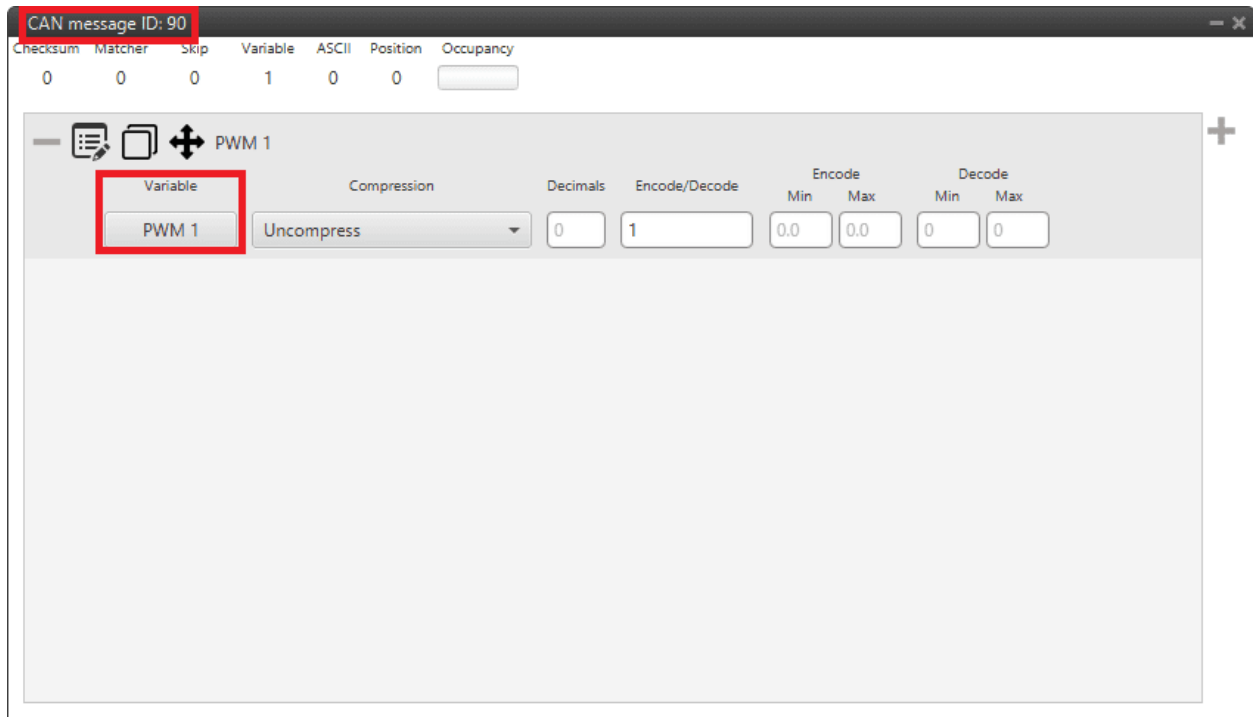 CAN message ID: 90
Checksum Matcher Skip Variable ASCII Position Occupancy
0 0 0 1 0 0
PWM 1
Variable Compression Decimals Encode/Decode Encode Decode
Min Max Min Max
PWM 1 Uncompress 0 1 0.0 0.0 0 0